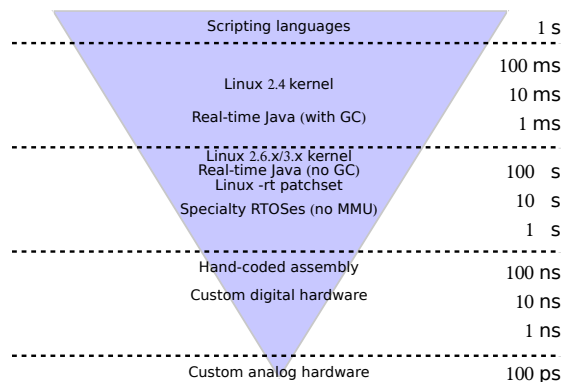 Scripting languages 1 s
100 ms
Linux 2.4 kernel
10 ms
Real-time Java (with GC)
1 ms
Linux 2.6.x/3.x kernel
Real-time Java (no GC) 100 s
Linux -rt patchset
10 s
Specialty RTOSes (no MMU)
1 s
Hand-coded assembly
100 ns
Custom digital hardware
10 ns
1 ns
Custom analog hardware 100 ps